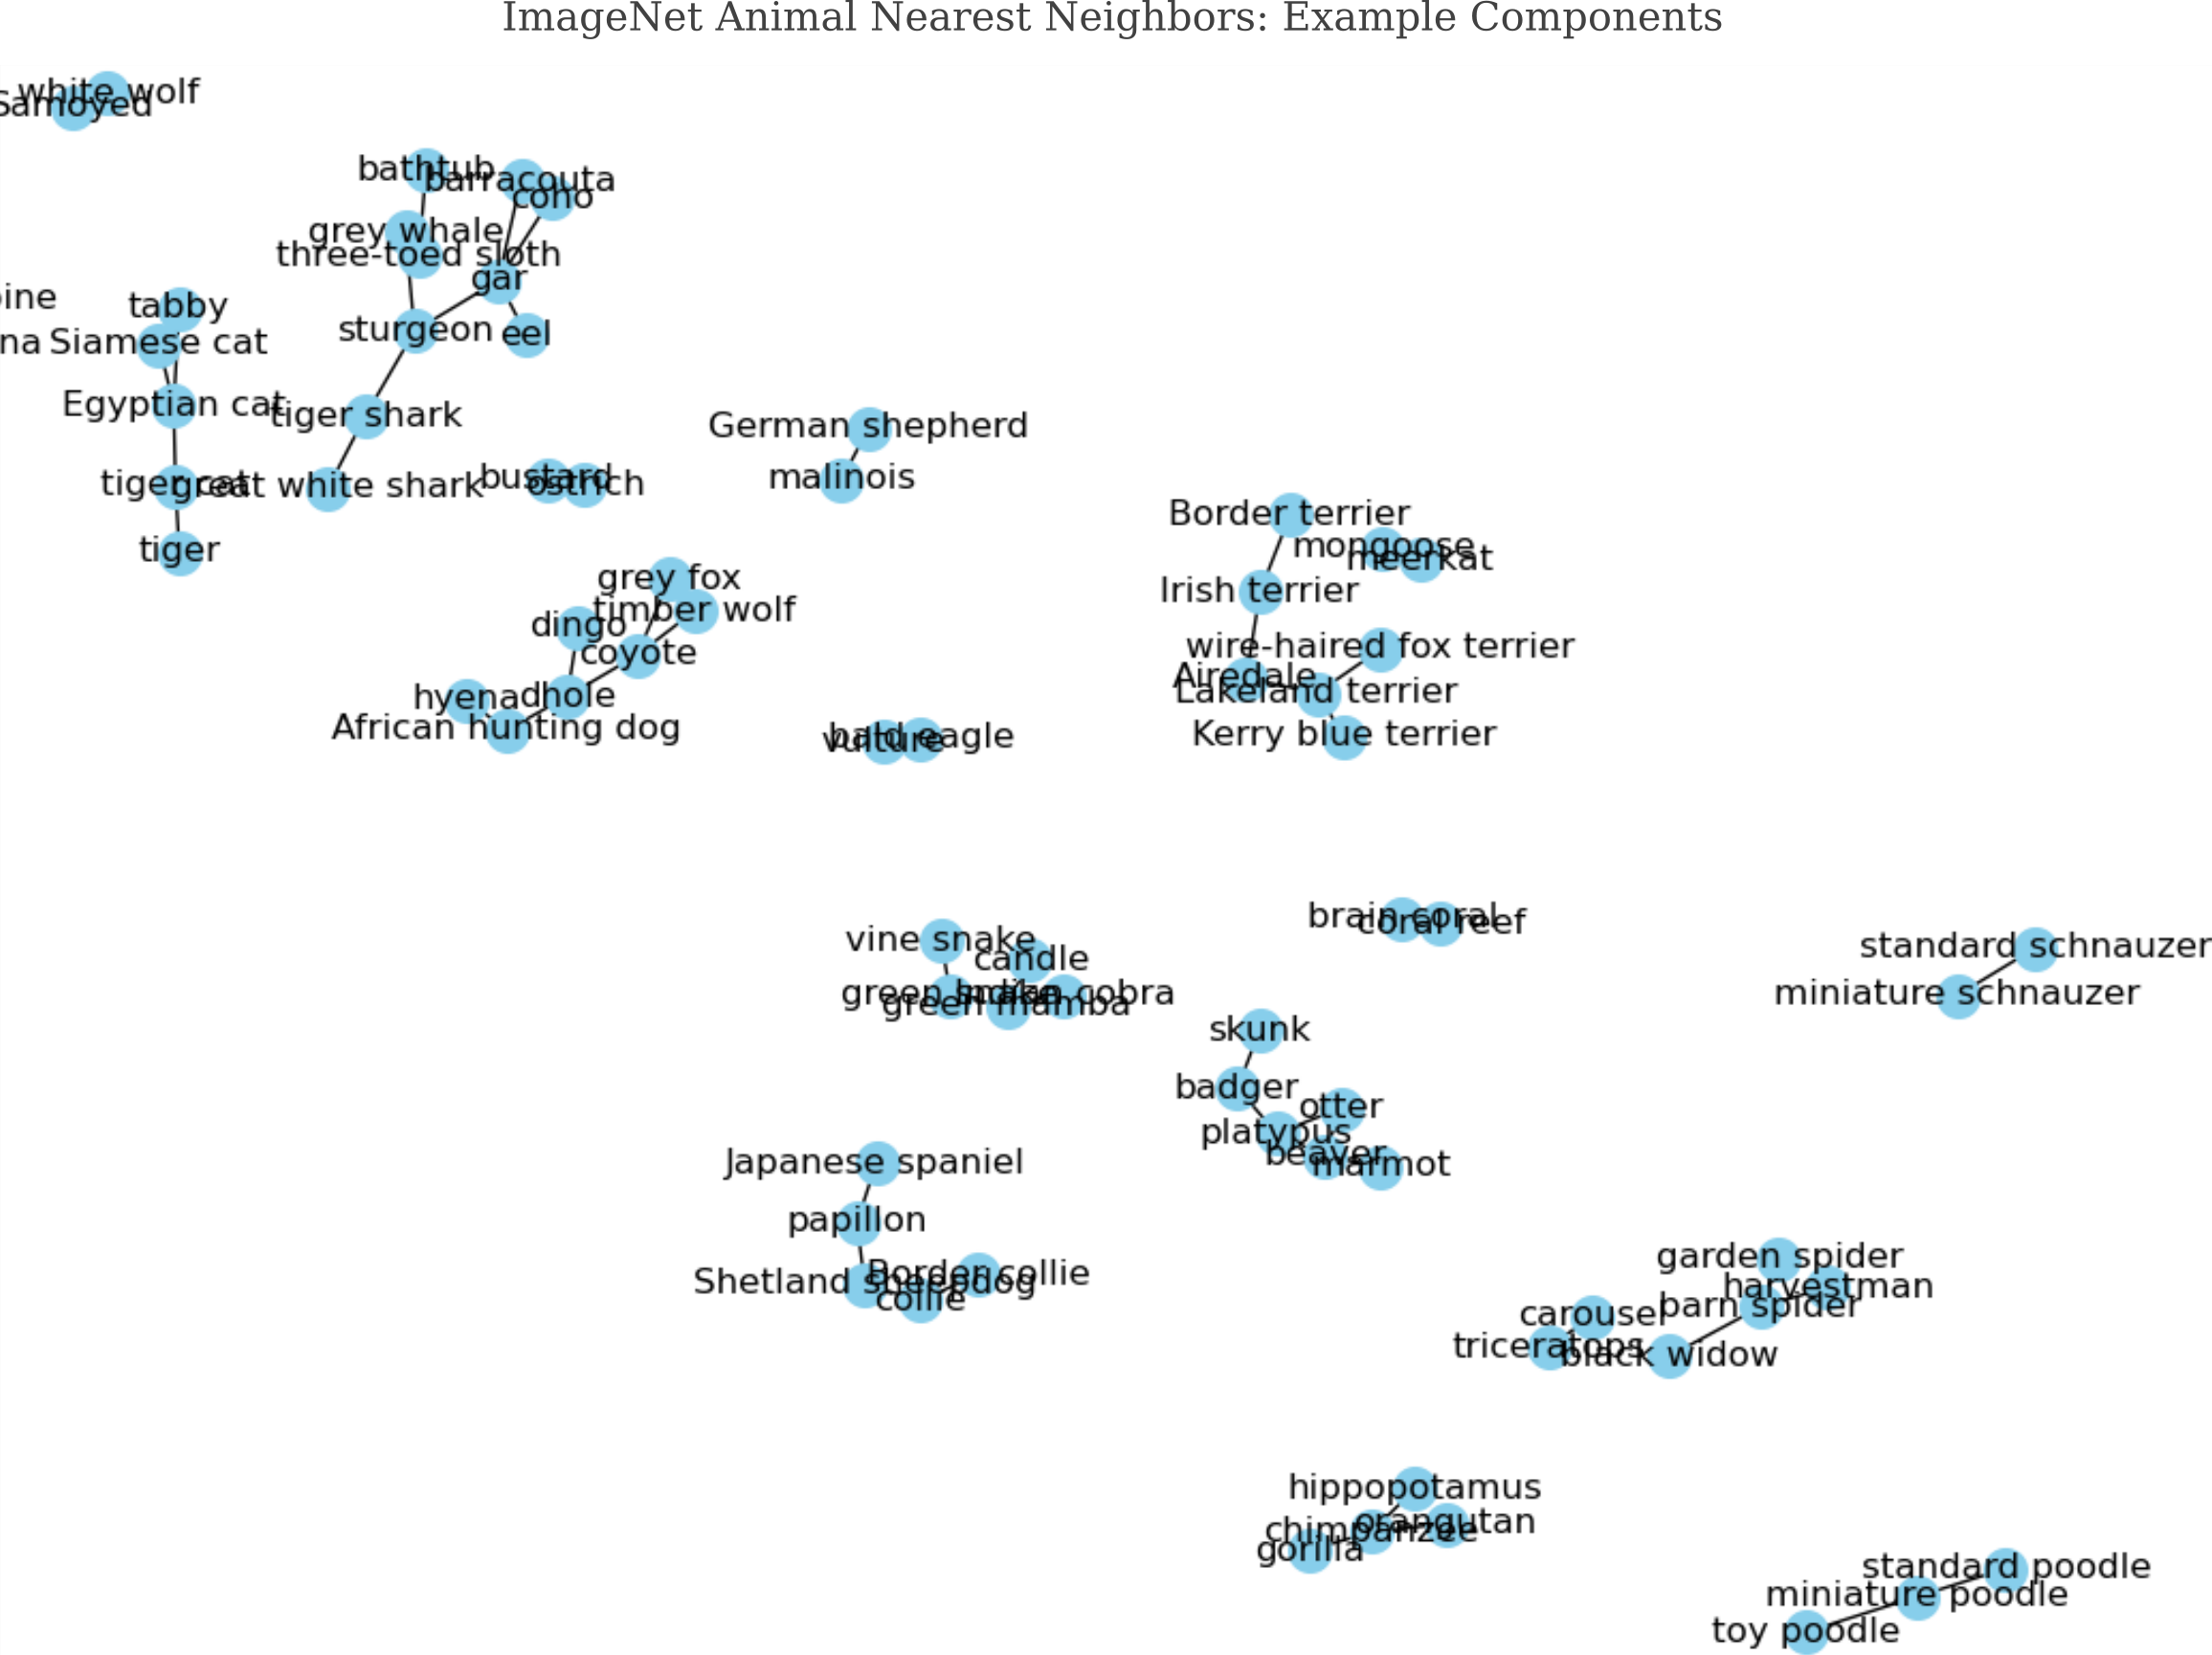 ImageNet Animal Nearest Neighbors: Example Components
white wolf
Samoyed
bathtub
barracouta
coho
grey whale
three-toed sloth
gar
ine
tabby
sturgeon
eel
na
Siamese cat
Egyptian cat
tiger shark
German shepherd
malinois
bustard
ostrich
tiger cat
great white shark
tiger
Border terrier
mongoose
meerkat
grey fox
timber wolf
dingo
coyote
Irish terrier
wire-haired fox terrier
Airedale
Lakeland terrier
hyena
dhole
African hunting dog
Kerry blue terrier
bald eagle
vulture
brain coral
coral reef
vine snake
candle
standard schnauzer
green snake
Indian cobra
green mamba
miniature schnauzer
skunk
badger
otter
platypus
beaver
marmot
Japanese spaniel
papillon
Border collie
Shetland sheepdog
collie
garden spider
harvestman
barn spider
carousel
triceratops
black widow
hippopotamus
orangutan
chimpanzee
gorilla
standard poodle
miniature poodle
toy poodle